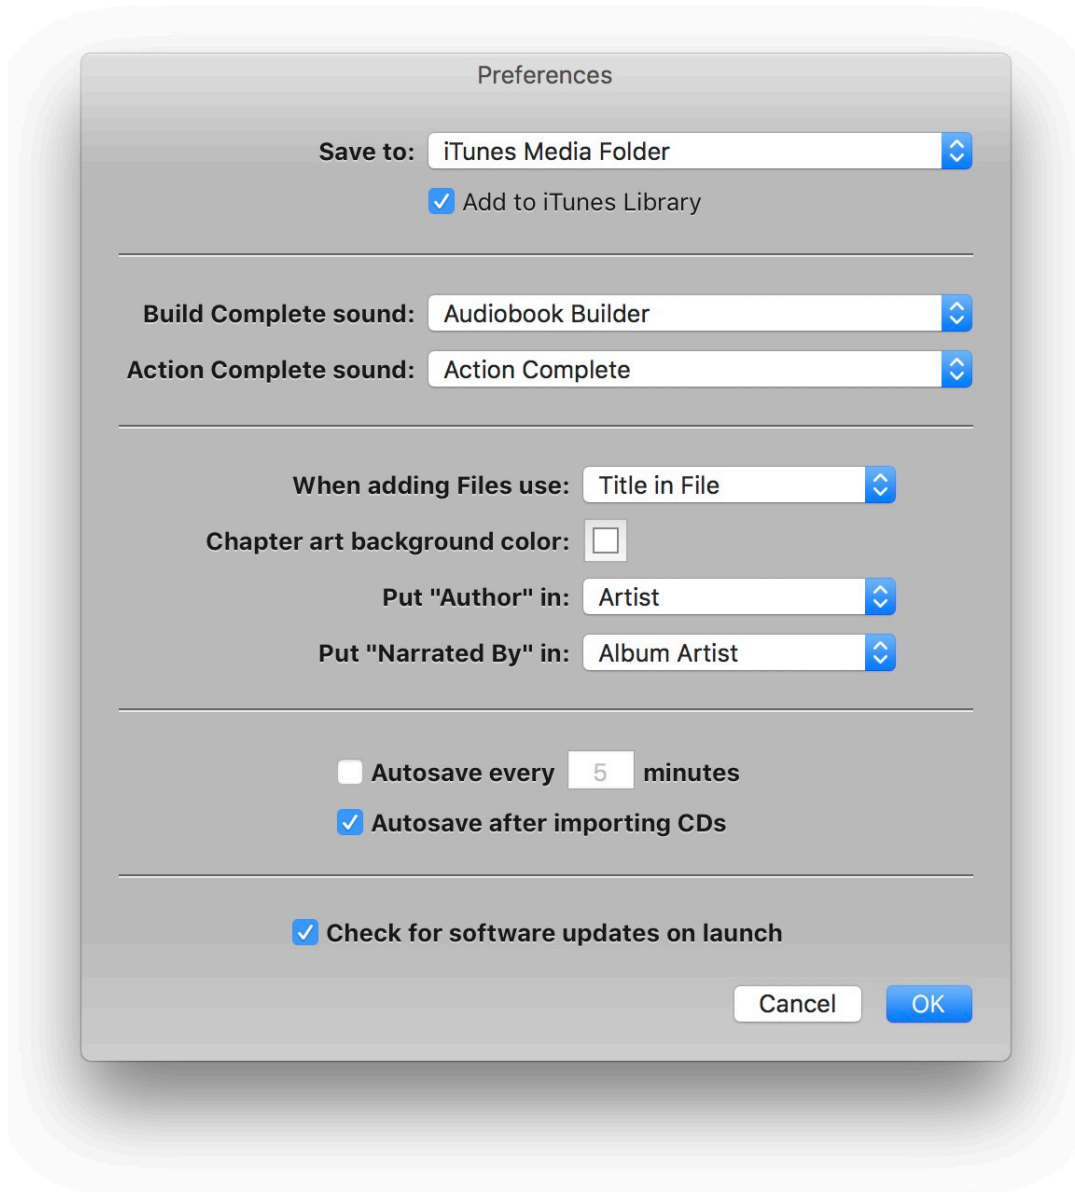 Preferences
Save to: iTunes Media Folder
Add to iTunes Library
Build Complete sound: Audiobook Builder
Action Complete sound: Action Complete
When adding Files use: Title in File
Chapter art background color:
Put "Author" in: Artist
Put "Narrated By" in: Album Artist
Autosave every 5 minutes
Autosave after importing CDs
Check for software updates on launch
Cancel OK